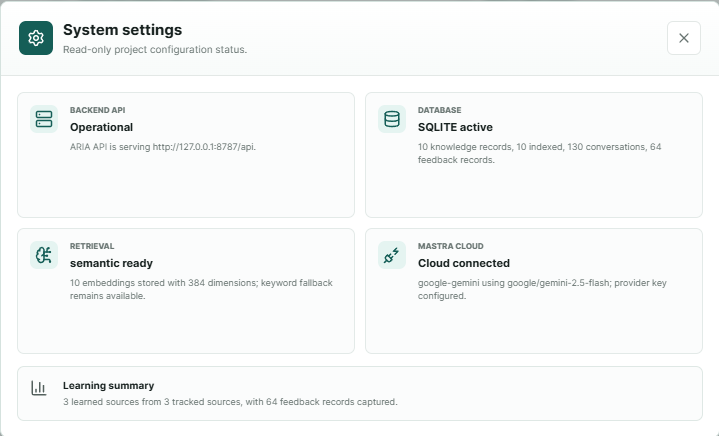 System settings
Read-only project configuration status.
BACKEND API
Operational
ARIA API is serving http://127.0.0.1:8787/api.
DATABASE
SQLITE active
10 knowledge records, 10 indexed, 130 conversations, 64
feedback records.
RETRIEVAL
semantic ready
10 embeddings stored with 384 dimensions; keyword fallback
remains available.
MASTRA CLOUD
Cloud connected
google-gemini using google/gemini-2.5-flash; provider key
configured.
Learning summary
3 learned sources from 3 tracked sources, with 64 feedback records captured.